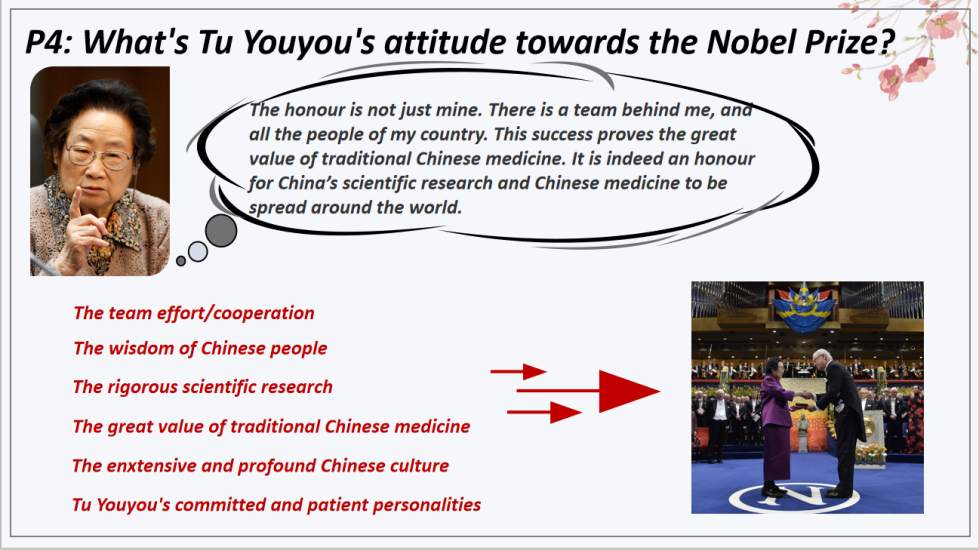 P4: What's Tu Youyou's attitude towards the Nobel Prize?
The honour is not just mine. There is a team behind me, and
all the people of my country. This success proves the great
value of traditional Chinese medicine. It is indeed an honour
for China's scientific research and Chinese medicine to be
spread around the world.
The team effort/cooperation
The wisdom of Chinese people
The rigorous scientific research
The great value of traditional Chinese medicine
The enxtensive and profound Chinese culture
Tu Youyou's committed and patient personalities
N